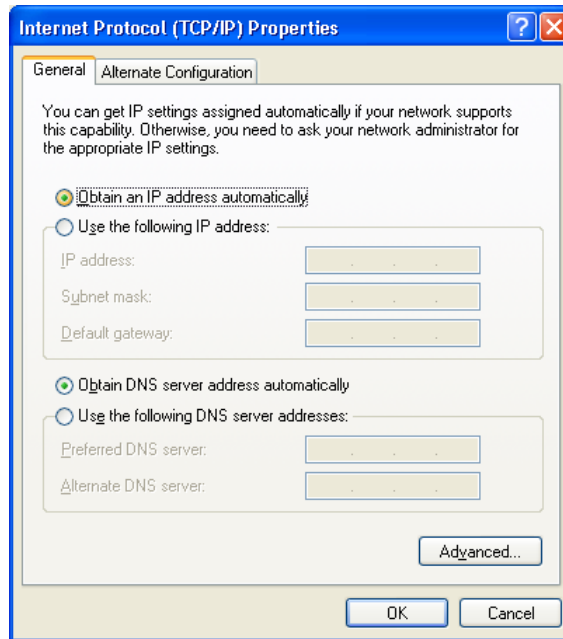 Internet Protocol (TCP/IP) Properties
General Alternate Configuration
You can get IP settings assigned automatically if your network supports
this capability. Otherwise, you need to ask your network administrator for
the appropriate IP settings.
Obtain an IP address automatically
Use the following IP address:
IP address:
Subnet mask:
Default gateway:
Obtain DNS server address automatically
Use the following DNS server addresses:
Preferred DNS server:
Alternate DNS server:
Advanced...
OK Cancel